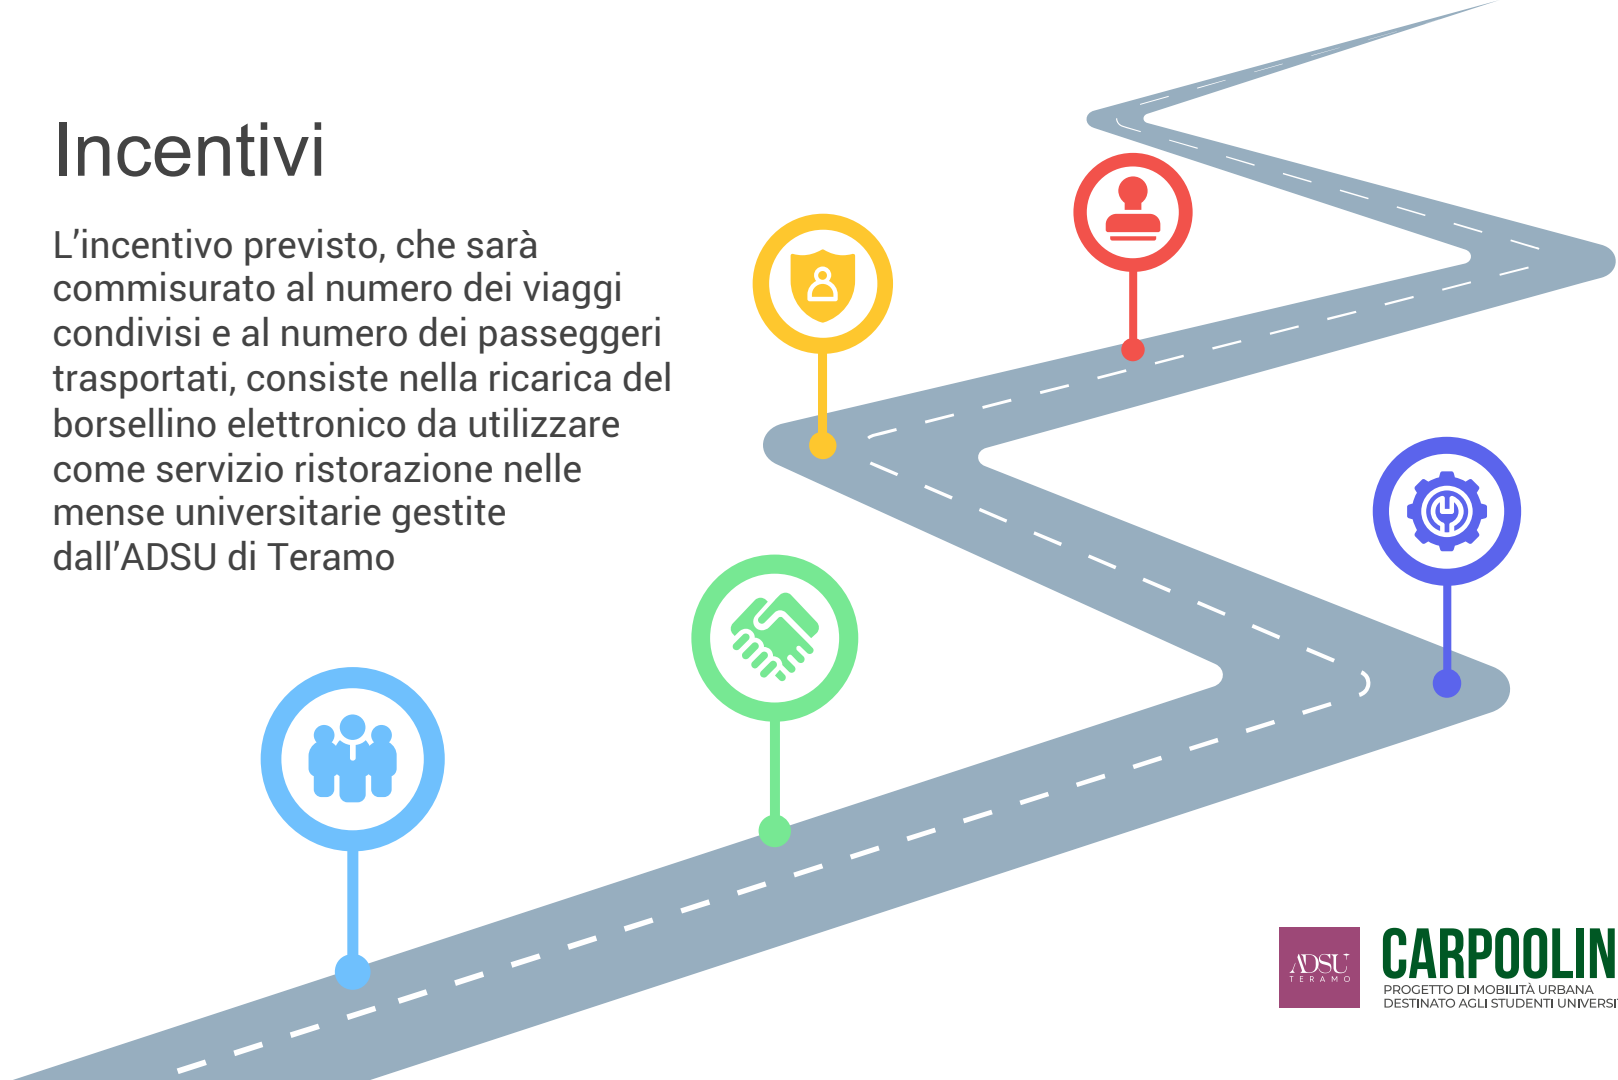 Incentivi
L’incentivo previsto, che sarà
commisurato al numero dei viaggi
condivisi e al numero dei passeggeri
trasportati, consiste nella ricarica del
borsellino elettronico da utilizzare
come servizio ristorazione nelle
mense universitarie gestite
dall’ADSU di Teramo
ADSU
TERAMO
CARPOOLIN
PROGETTO DI MOBILITÀ URBANA
DESTINATO AGLI STUDENTI UNIVERSI